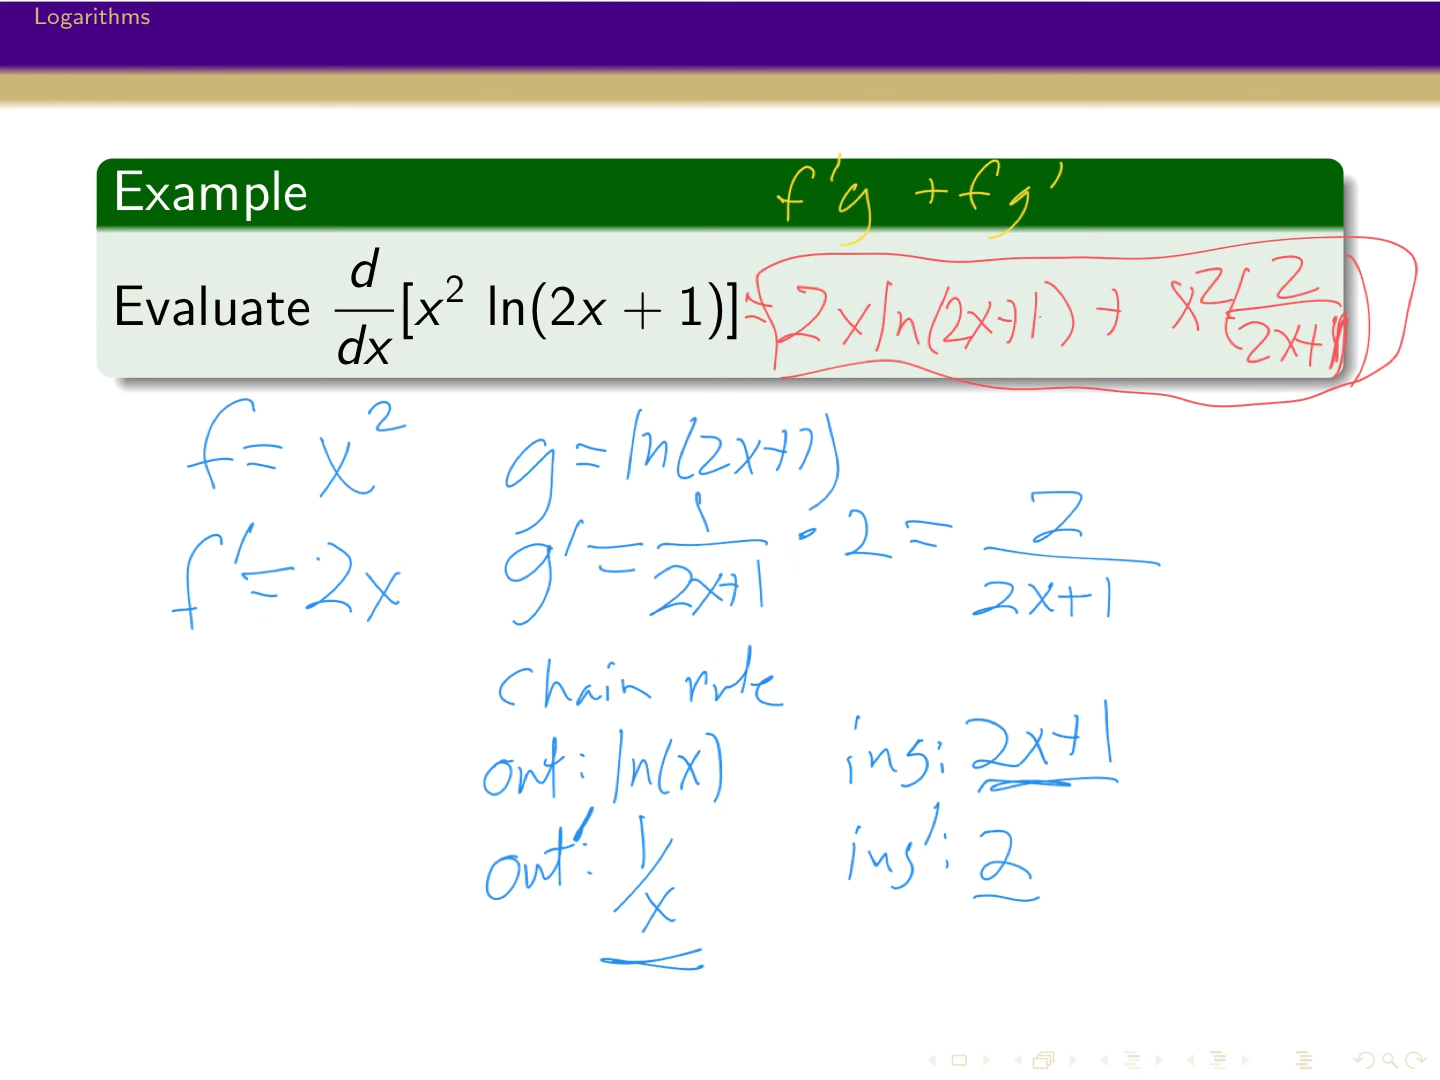 Logarithms
Example f'g + fg'
Evaluate d/dx [x² ln(2x + 1)] = 2x ln(2x+1) + x² (2/(2x+1))
f = x² g = ln(2x+1)
f' = 2x g' = 1/(2x+1) · 2 = 2/(2x+1)
chain rule
out: ln(x) ins: 2x+1
out': 1/x ins': 2